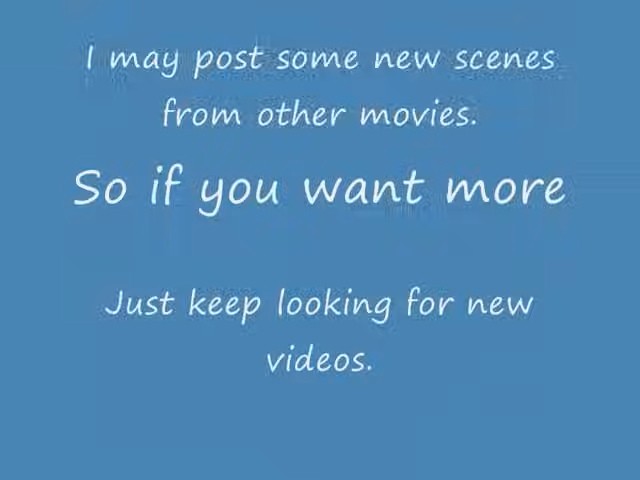 I may post some new scenes
from other movies.
So if you want more
Just keep looking for new
videos.